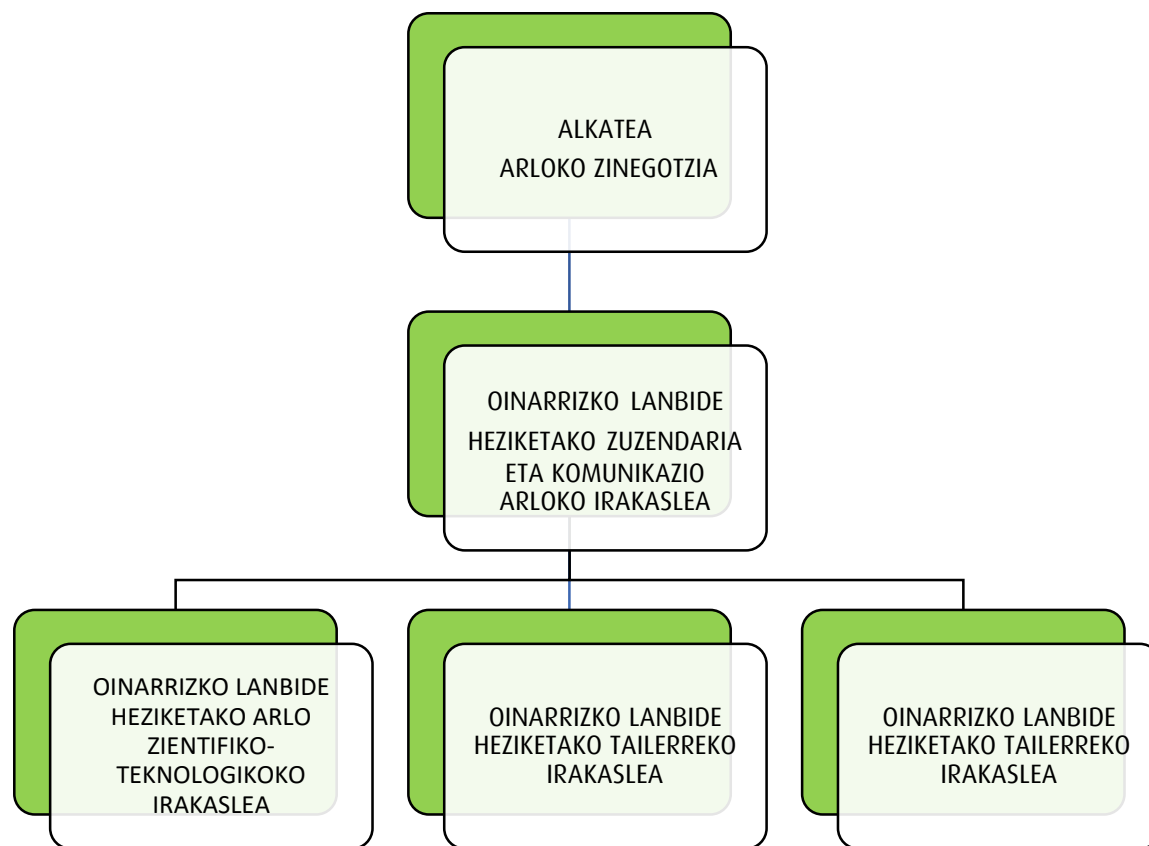 ALKATEA
ARLOKO ZINEGOTZIA
OINARRIZKO LANBIDE
HEZIKETAKO ZUZENDARIA
ETA KOMUNIKAZIO
ARLOKO IRAKASLEA
OINARRIZKO LANBIDE
HEZIKETAKO ARLO
ZIENTIFIKO-
TEKNOLOGIKOKO
IRAKASLEA
OINARRIZKO LANBIDE
HEZIKETAKO TAILERREKO
IRAKASLEA
OINARRIZKO LANBIDE
HEZIKETAKO TAILERREKO
IRAKASLEA